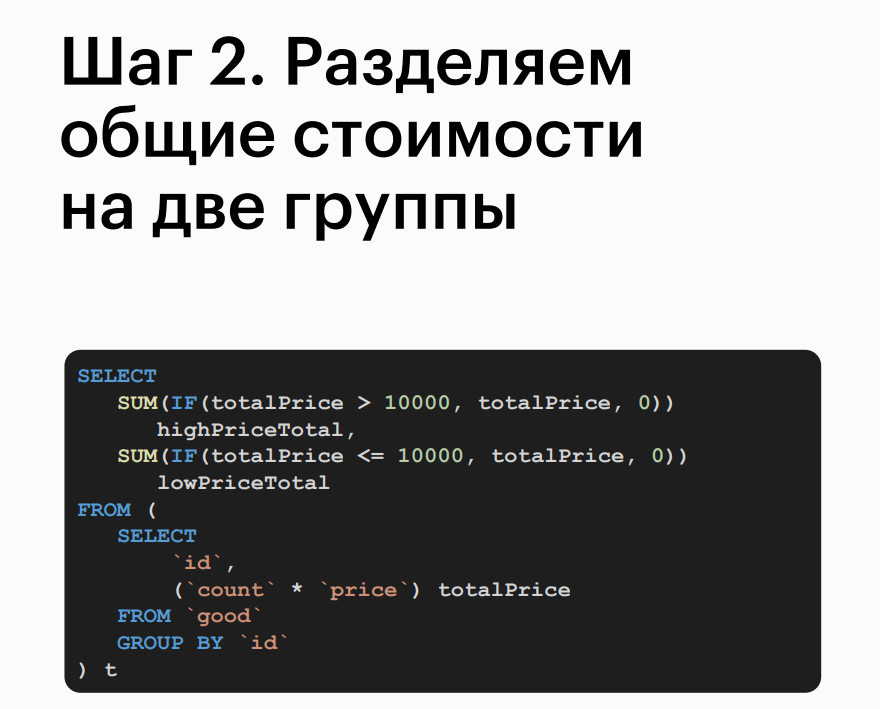 Шаг 2. Разделяем
общие стоимости
на две группы
SELECT
   SUM(IF(totalPrice > 10000, totalPrice, 0))
      highPriceTotal,
   SUM(IF(totalPrice <= 10000, totalPrice, 0))
      lowPriceTotal
FROM (
   SELECT
       `id`,
       (`count` * `price`) totalPrice
   FROM `good`
   GROUP BY `id`
) t